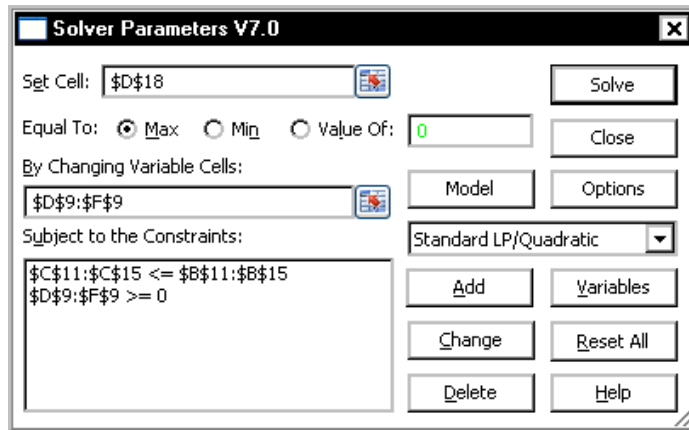 Solver Parameters V7.0
Set Cell: $D$18 Solve
Equal To: Max Min Value Of: 0 Close
By Changing Variable Cells:
$D$9:$F$9 Model Options
Subject to the Constraints: Standard LP/Quadratic
$C$11:$C$15 <= $B$11:$B$15
$D$9:$F$9 >= 0
Add Variables
Change Reset All
Delete Help